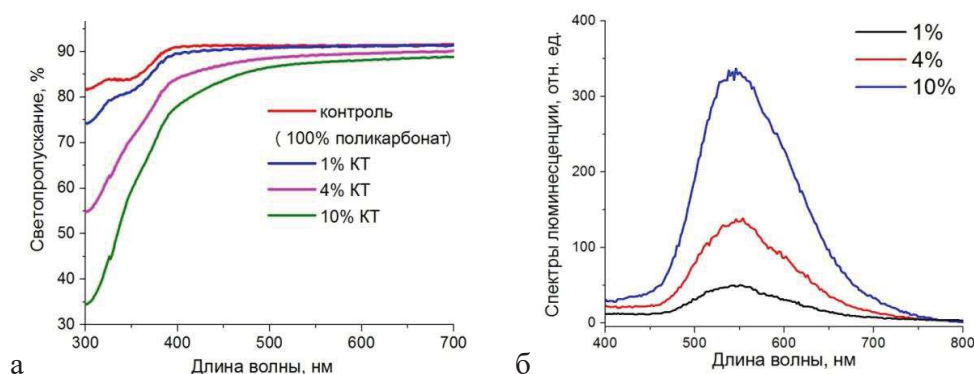 Светопропускание, %
90
80
70
60
50
40
30
контроль
( 100% поликарбонат)
1% КТ
4% КТ
10% КТ
300 400 500 600 700
Длина волны, нм
а
Спектры люминесценции, отн. ед.
400
300
200
100
0
1%
4%
10%
400 500 600 700 800
Длина волны, нм
б